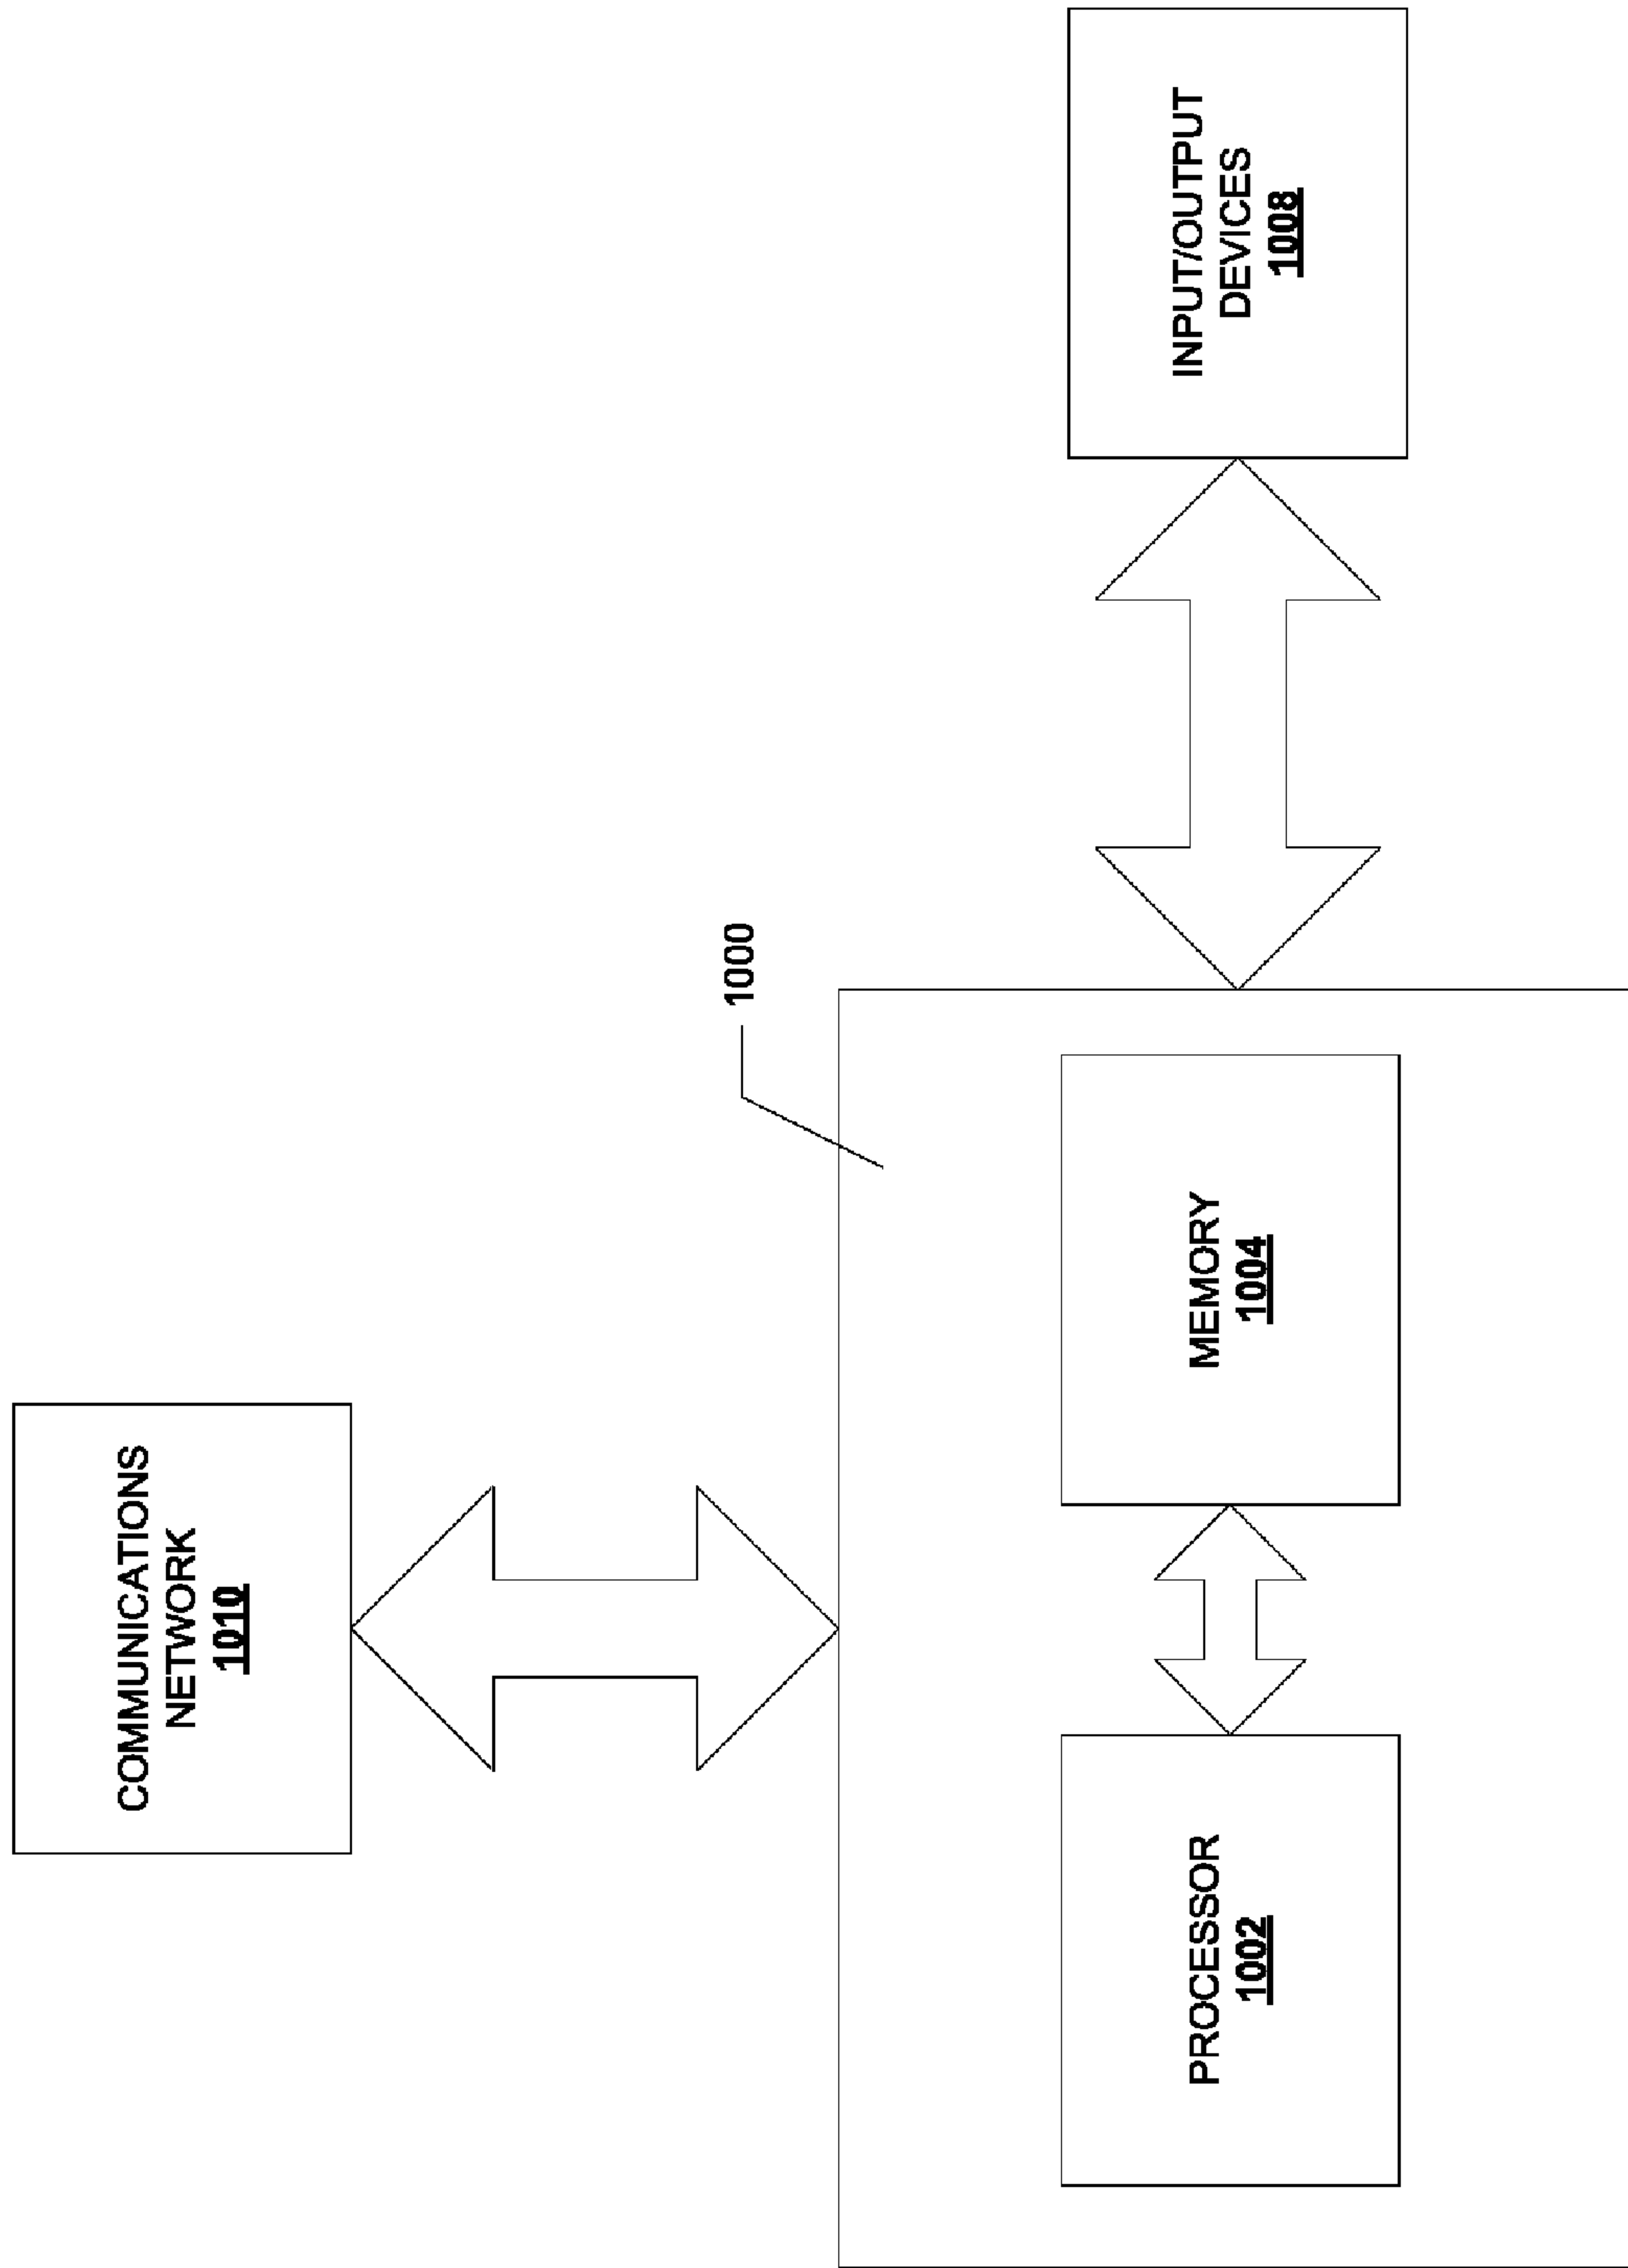 COMMUNICATIONS
NETWORK
1010
1000
PROCESSOR
1002
MEMORY
1004
INPUT/OUTPUT
DEVICES
1008